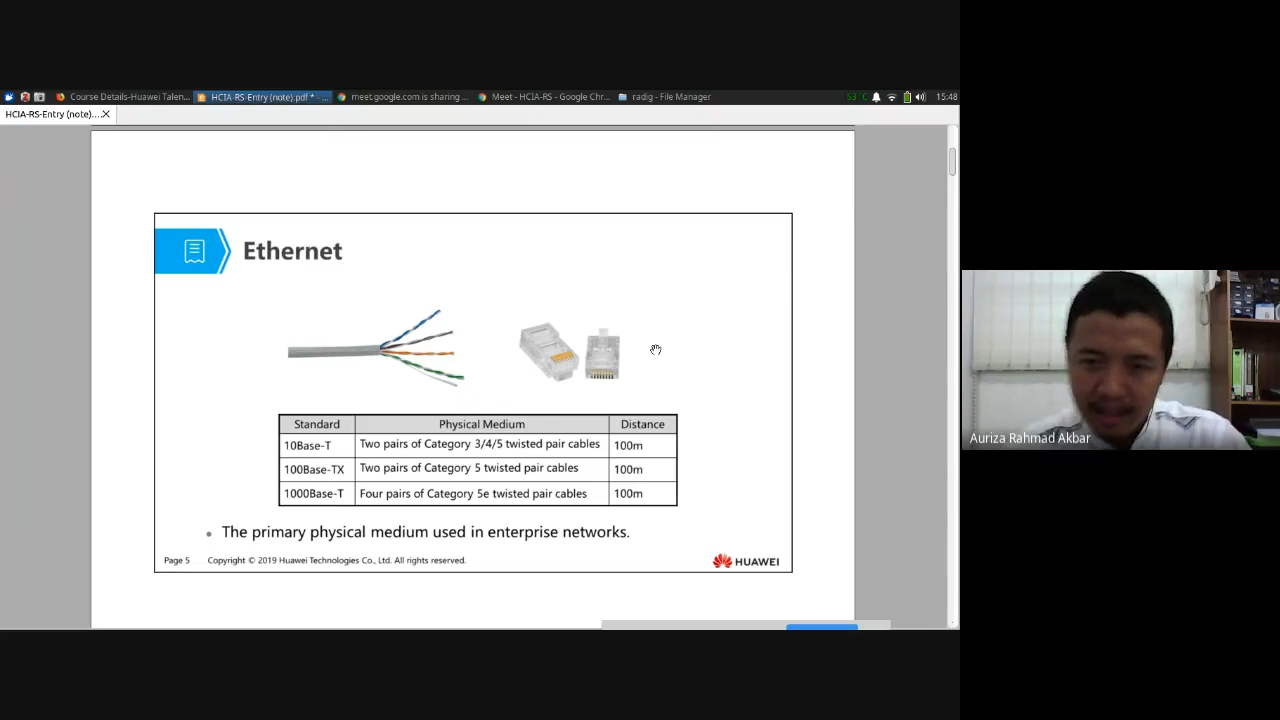 Course Details-Huawei Talen...
HCIA-RS-Entry (note).pdf * - ...
meet.google.com is sharing ...
Meet - HCIA-RS - Google Chr...
radig - File Manager
53°C
15:48
HCIA-RS-Entry (note)....
Ethernet
Standard Physical Medium Distance
10Base-T Two pairs of Category 3/4/5 twisted pair cables 100m
100Base-TX Two pairs of Category 5 twisted pair cables 100m
1000Base-T Four pairs of Category 5e twisted pair cables 100m
• The primary physical medium used in enterprise networks.
Page 5 Copyright © 2019 Huawei Technologies Co., Ltd. All rights reserved.
HUAWEI
Auriza Rahmad Akbar